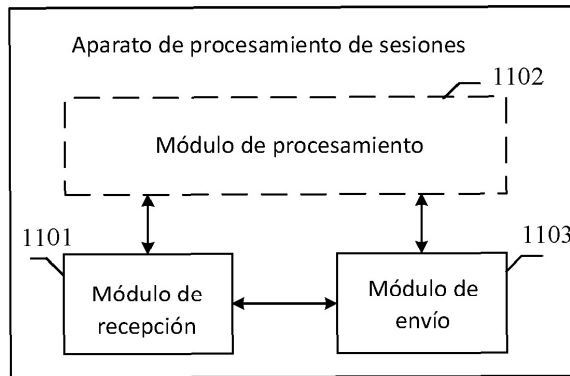 Aparato de procesamiento de sesiones
1102
Módulo de procesamiento
1101
1103
Módulo de
recepción
Módulo de
envío